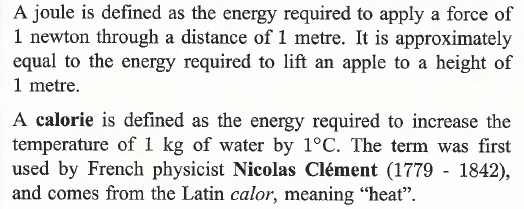 A joule is defined as the energy required to apply a force of
1 newton through a distance of 1 metre. It is approximately
equal to the energy required to lift an apple to a height of
1 metre.
A calorie is defined as the energy required to increase the
temperature of 1 kg of water by 1°C. The term was first
used by French physicist Nicolas Clément (1779 - 1842),
and comes from the Latin calor, meaning “heat”.